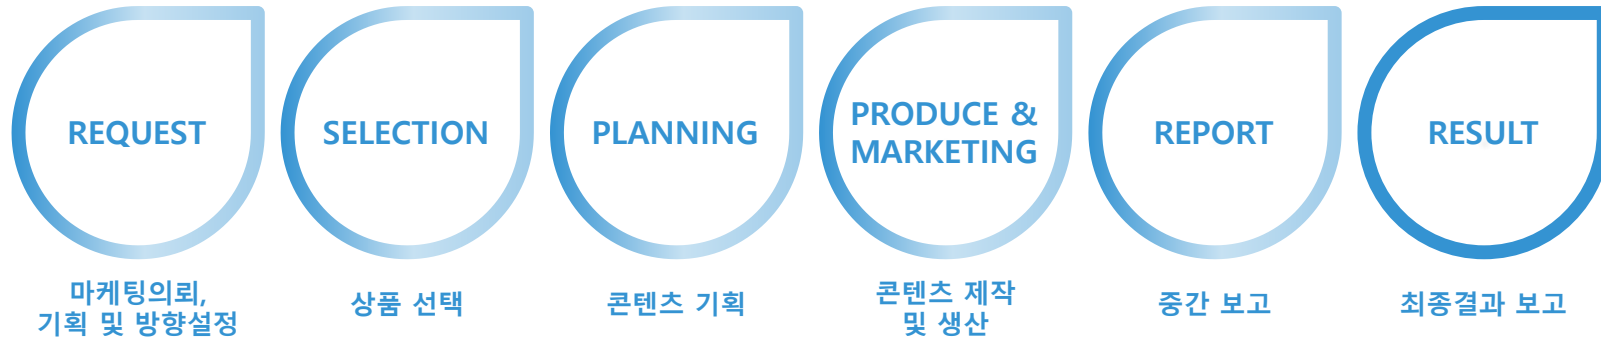 REQUEST
SELECTION
PLANNING
PRODUCE &
MARKETING
REPORT
RESULT
마케팅의뢰,
기획 및 방향설정
상품 선택
콘텐츠 기획
콘텐츠 제작
및 생산
중간 보고
최종결과 보고